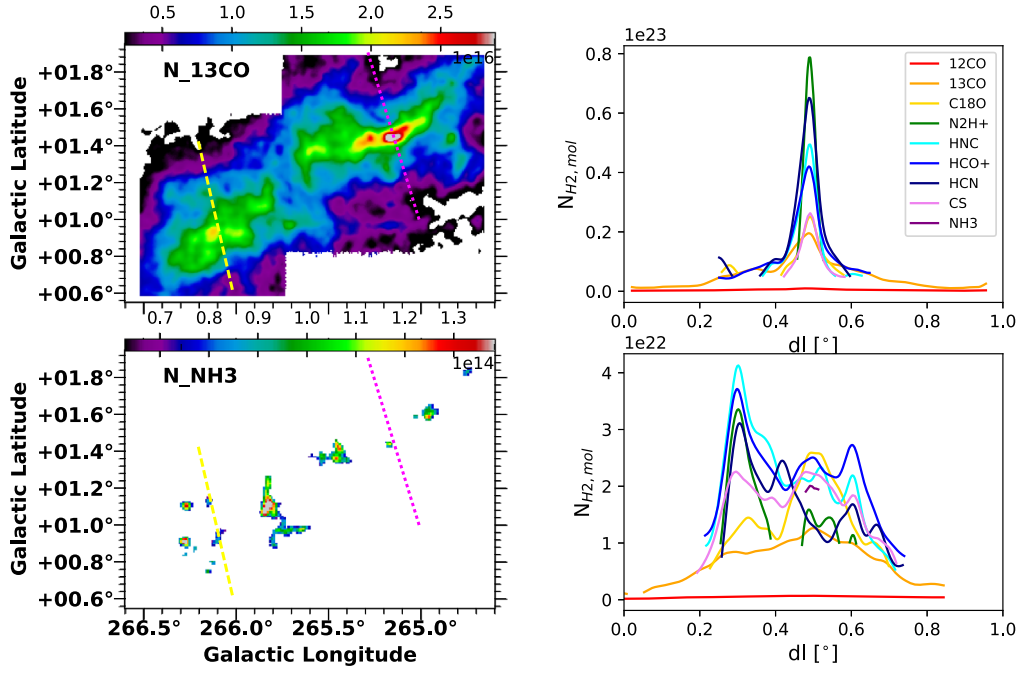 0.5 1.0 1.5 2.0 2.5
1e16
N_13CO
+01.8°
+01.6°
+01.4°
+01.2°
+01.0°
+00.8°
+00.6°
Galactic Latitude
0.7 0.8 0.9 1.0 1.1 1.2 1.3
1e14
N_NH3
+01.8°
+01.6°
+01.4°
+01.2°
+01.0°
+00.8°
+00.6°
Galactic Latitude
266.5° 266.0° 265.5° 265.0°
Galactic Longitude
1e23
0.8
0.6
0.4
0.2
0.0
N_{H2,mol}
12CO
13CO
C18O
N2H+
HNC
HCO+
HCN
CS
NH3
0.0 0.2 0.4 0.6 0.8 1.0
dl [°]
1e22
4
3
2
1
0
N_{H2,mol}
0.0 0.2 0.4 0.6 0.8 1.0
dl [°]